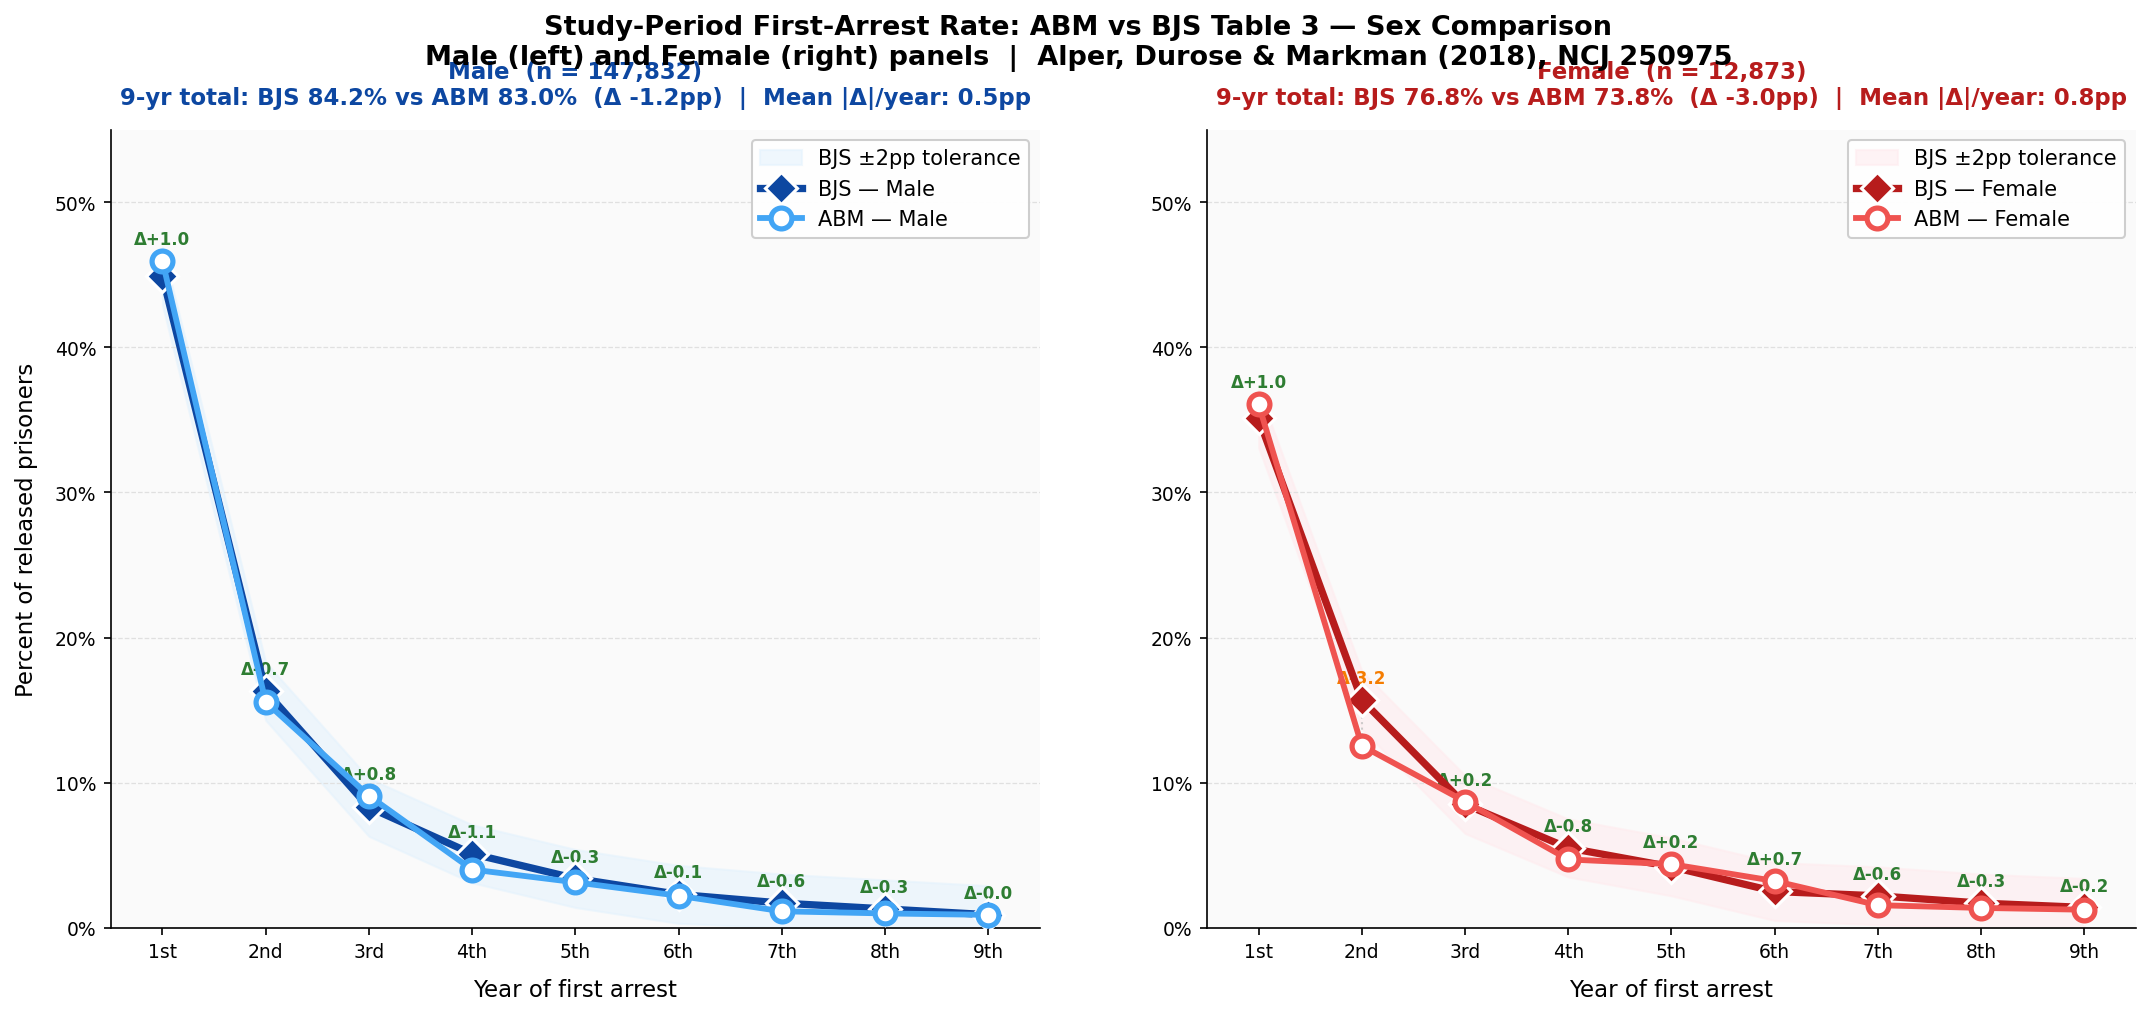 Study-Period First-Arrest Rate: ABM vs BJS Table 3 — Sex Comparison
Male (left) and Female (right) panels | Alper, Durose & Markman (2018), NCJ 250975
Male (n = 147,832)
9-yr total: BJS 84.2% vs ABM 83.0% (Δ -1.2pp) | Mean |Δ|/year: 0.5pp
BJS ±2pp tolerance
BJS — Male
ABM — Male
Percent of released prisoners
50%
40%
30%
20%
10%
0%
Δ+1.0
Δ-0.7
Δ+0.8
Δ-1.1
Δ-0.3
Δ-0.1
Δ-0.6
Δ-0.3
Δ-0.0
1st 2nd 3rd 4th 5th 6th 7th 8th 9th
Year of first arrest
Female (n = 12,873)
9-yr total: BJS 76.8% vs ABM 73.8% (Δ -3.0pp) | Mean |Δ|/year: 0.8pp
BJS ±2pp tolerance
BJS — Female
ABM — Female
50%
40%
30%
20%
10%
0%
Δ+1.0
Δ-3.2
Δ+0.2
Δ-0.8
Δ+0.2
Δ+0.7
Δ-0.6
Δ-0.3
Δ-0.2
1st 2nd 3rd 4th 5th 6th 7th 8th 9th
Year of first arrest